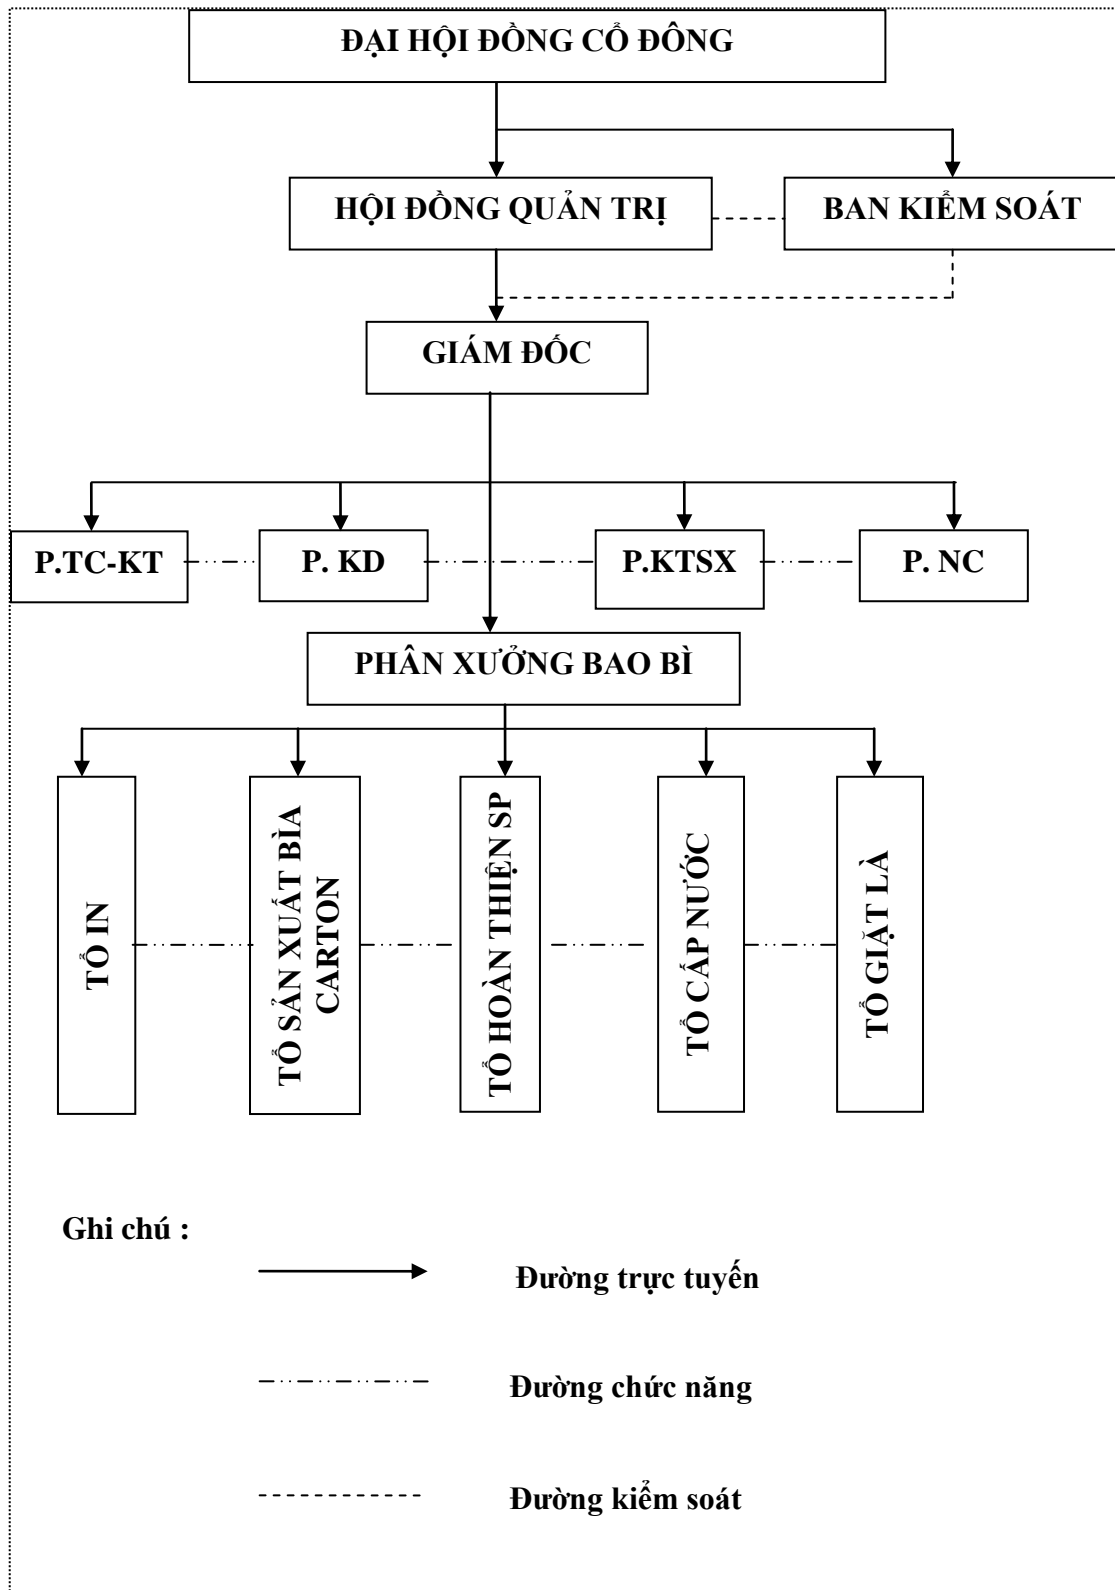 ĐẠI HỘI ĐỒNG CỔ ĐÔNG
HỘI ĐỒNG QUẢN TRỊ
BAN KIỂM SOÁT
GIÁM ĐỐC
P.TC-KT
P. KD
P.KTSX
P. NC
PHÂN XƯỞNG BAO BÌ
TỔ IN
TỔ SẢN XUẤT BÌA
CARTON
TỔ HOÀN THIỆN SP
TỔ CẤP NƯỚC
TỔ GIẶT LÀ
Ghi chú :
Đường trực tuyến
Đường chức năng
Đường kiểm soát